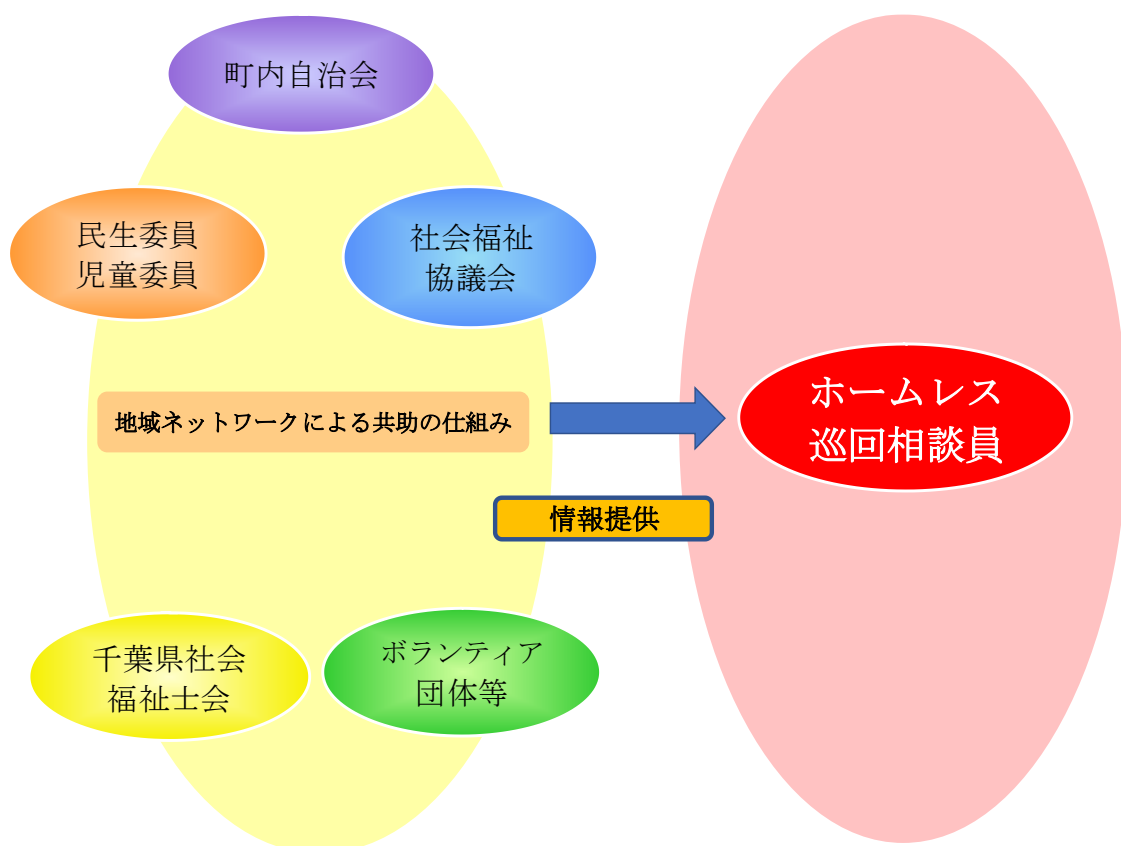 町内自治会
民生委員
児童委員
社会福祉
協議会
地域ネットワークによる共助の仕組み
ホームレス
巡回相談員
情報提供
千葉県社会
福祉士会
ボランティア
団体等